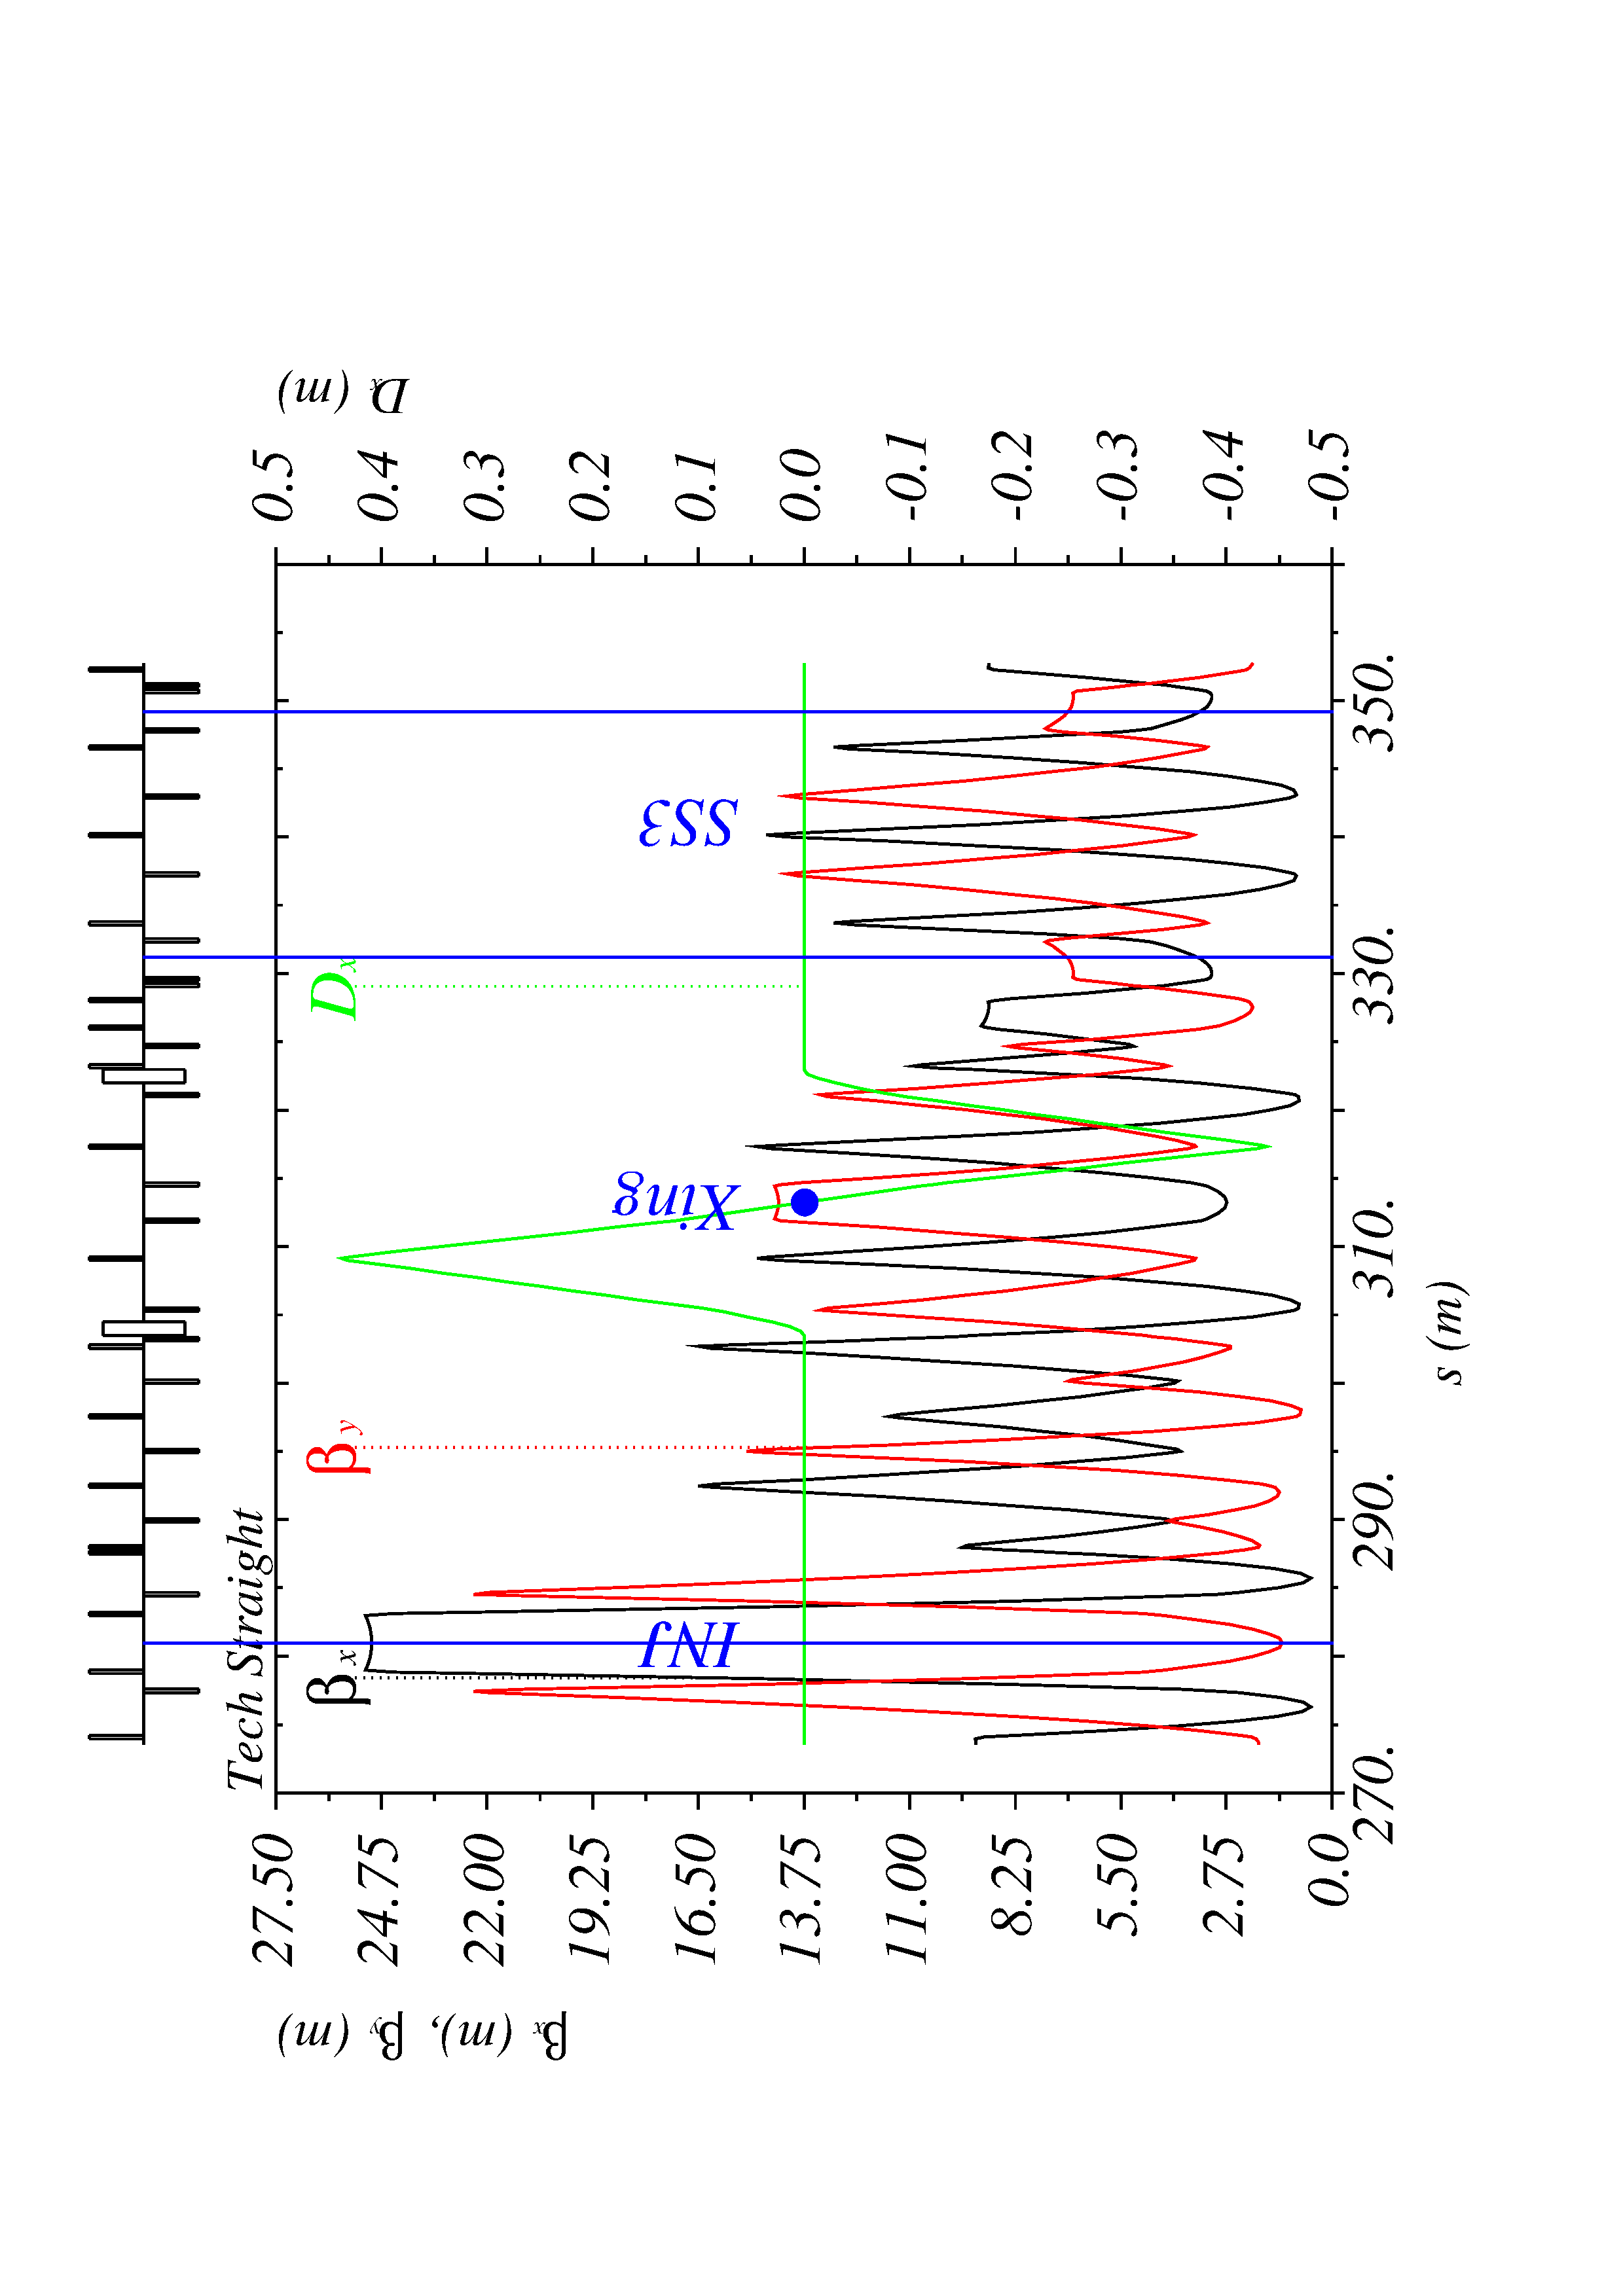 Tech Straight
βx (m), βy (m)
Dx (m)
27.50
24.75
22.00
19.25
16.50
13.75
11.00
8.25
5.50
2.75
0.0
0.5
0.4
0.3
0.2
0.1
0.0
-0.1
-0.2
-0.3
-0.4
-0.5
βx
βy
Dx
INJ
Xing
SS3
270.
290.
310.
330.
350.
s (m)